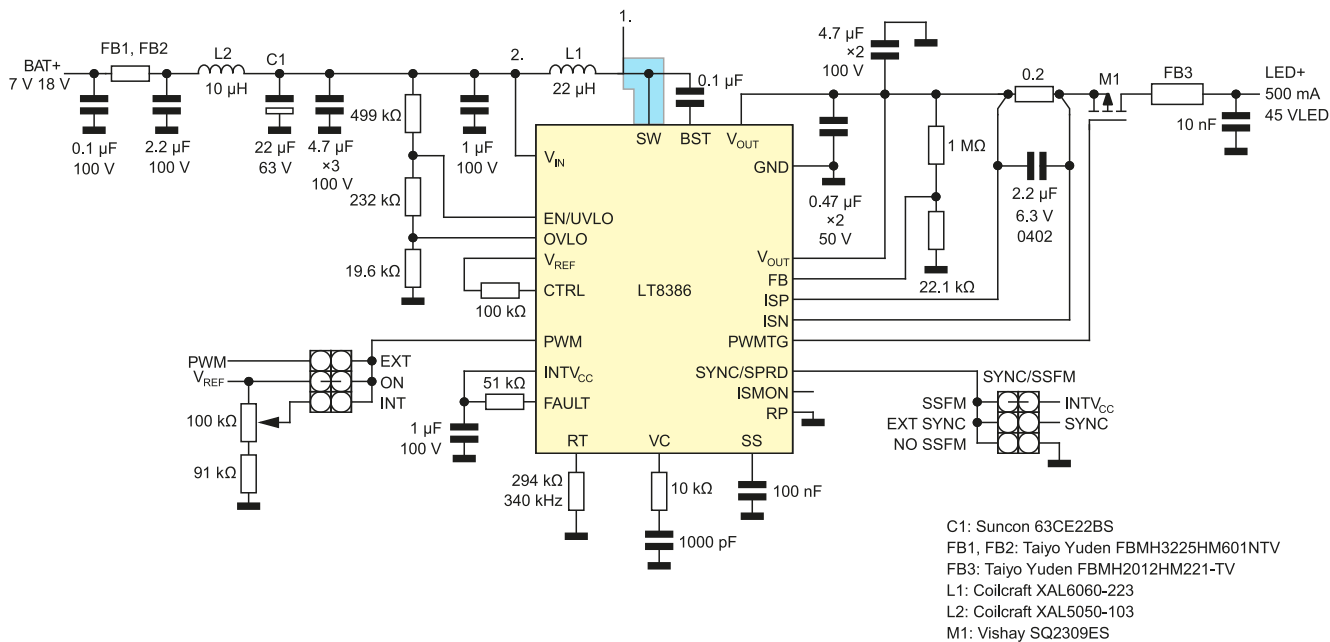 1.
BAT+
7 V 18 V
FB1, FB2
L2
10 µH
C1
2.
L1
22 µH
0.1 µF
4.7 µF
×2
100 V
0.2
M1
FB3
LED+
500 mA
45 VLED
10 nF
0.1 µF
100 V
2.2 µF
100 V
22 µF
63 V
4.7 µF
×3
100 V
499 kΩ
232 kΩ
19.6 kΩ
1 µF
100 V
SW
BST
VOUT
VIN
GND
EN/UVLO
OVLO
VREF
CTRL
100 kΩ
LT8386
VOUT
FB
ISP
ISN
PWM
PWMTG
INTVCC
SYNC/SPRD
FAULT
ISMON
RP
RT
VC
SS
0.47 µF
×2
50 V
1 MΩ
22.1 kΩ
2.2 µF
6.3 V
0402
PWM
VREF
EXT
ON
INT
100 kΩ
91 kΩ
51 kΩ
1 µF
100 V
294 kΩ
340 kHz
10 kΩ
1000 pF
100 nF
SYNC/SSFM
SSFM
INTVCC
EXT SYNC
SYNC
NO SSFM
C1: Suncon 63CE22BS
FB1, FB2: Taiyo Yuden FBMH3225HM601NTV
FB3: Taiyo Yuden FBMH2012HM221-TV
L1: Coilcraft XAL6060-223
L2: Coilcraft XAL5050-103
M1: Vishay SQ2309ES